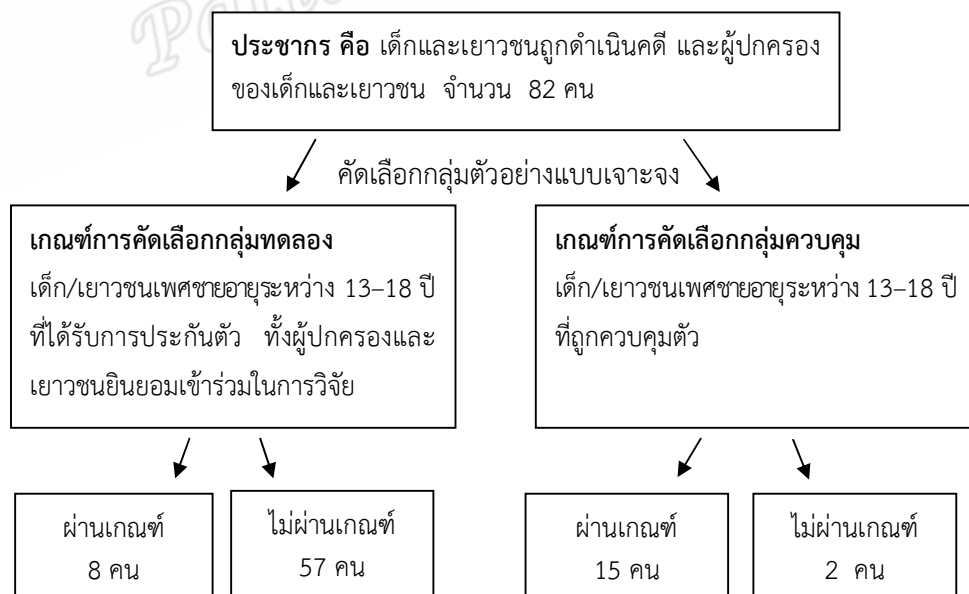 ประชากร คือ เด็กและเยาวชนถูกดำเนินคดี และผู้ปกครอง
ของเด็กและเยาวชน จำนวน 82 คน
คัดเลือกกลุ่มตัวอย่างแบบเจาะจง
เกณฑ์การคัดเลือกกลุ่มทดลอง
เด็ก/เยาวชนเพศชายอายุระหว่าง 13–18 ปี
ที่ได้รับการประกันตัว ทั้งผู้ปกครองและ
เยาวชนยินยอมเข้าร่วมในการวิจัย
เกณฑ์การคัดเลือกกลุ่มควบคุม
เด็ก/เยาวชนเพศชายอายุระหว่าง 13–18 ปี
ที่ถูกควบคุมตัว
ผ่านเกณฑ์
8 คน
ไม่ผ่านเกณฑ์
57 คน
ผ่านเกณฑ์
15 คน
ไม่ผ่านเกณฑ์
2 คน